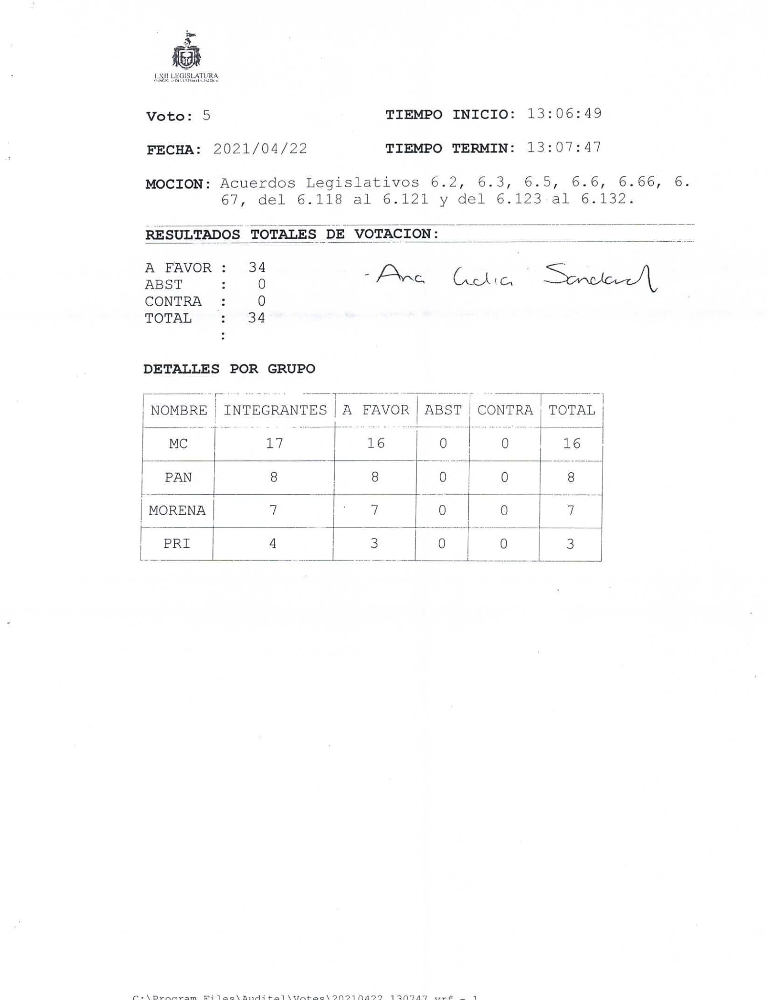 LXII LEGISLATURA
Voto: 5 TIEMPO INICIO: 13:06:49
FECHA: 2021/04/22 TIEMPO TERMIN: 13:07:47
MOCION: Acuerdos Legislativos 6.2, 6.3, 6.5, 6.6, 6.66, 6.
67, del 6.118 al 6.121 y del 6.123 al 6.132.
RESULTADOS TOTALES DE VOTACION:
A FAVOR : 34
ABST : 0
CONTRA : 0
TOTAL : 34
:
Ana Lidia
DETALLES POR GRUPO
NOMBRE INTEGRANTES A FAVOR ABST CONTRA TOTAL
MC 17 16 0 0 16
PAN 8 8 0 0 8
MORENA 7 7 0 0 7
PRI 4 3 0 0 3
C:\Program Files\Auditel\Votes\20210422_130747.vrf - 1